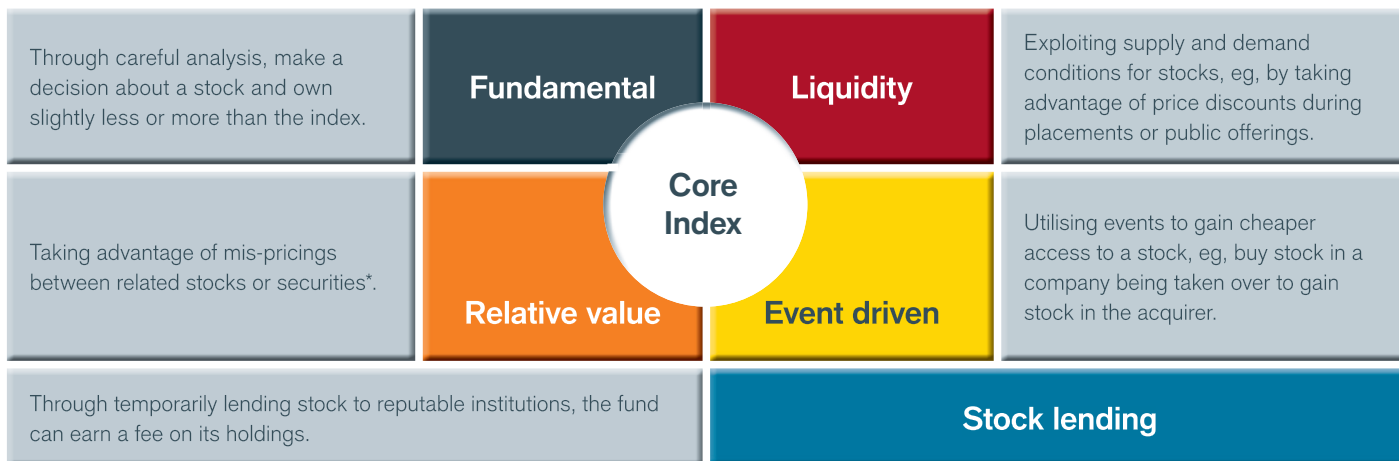 Through careful analysis, make a
decision about a stock and own
slightly less or more than the index.
Fundamental
Liquidity
Exploiting supply and demand
conditions for stocks, eg, by taking
advantage of price discounts during
placements or public offerings.
Core
Index
Taking advantage of mis-pricings
between related stocks or securities*.
Relative value
Event driven
Utilising events to gain cheaper
access to a stock, eg, buy stock in a
company being taken over to gain
stock in the acquirer.
Through temporarily lending stock to reputable institutions, the fund
can earn a fee on its holdings.
Stock lending